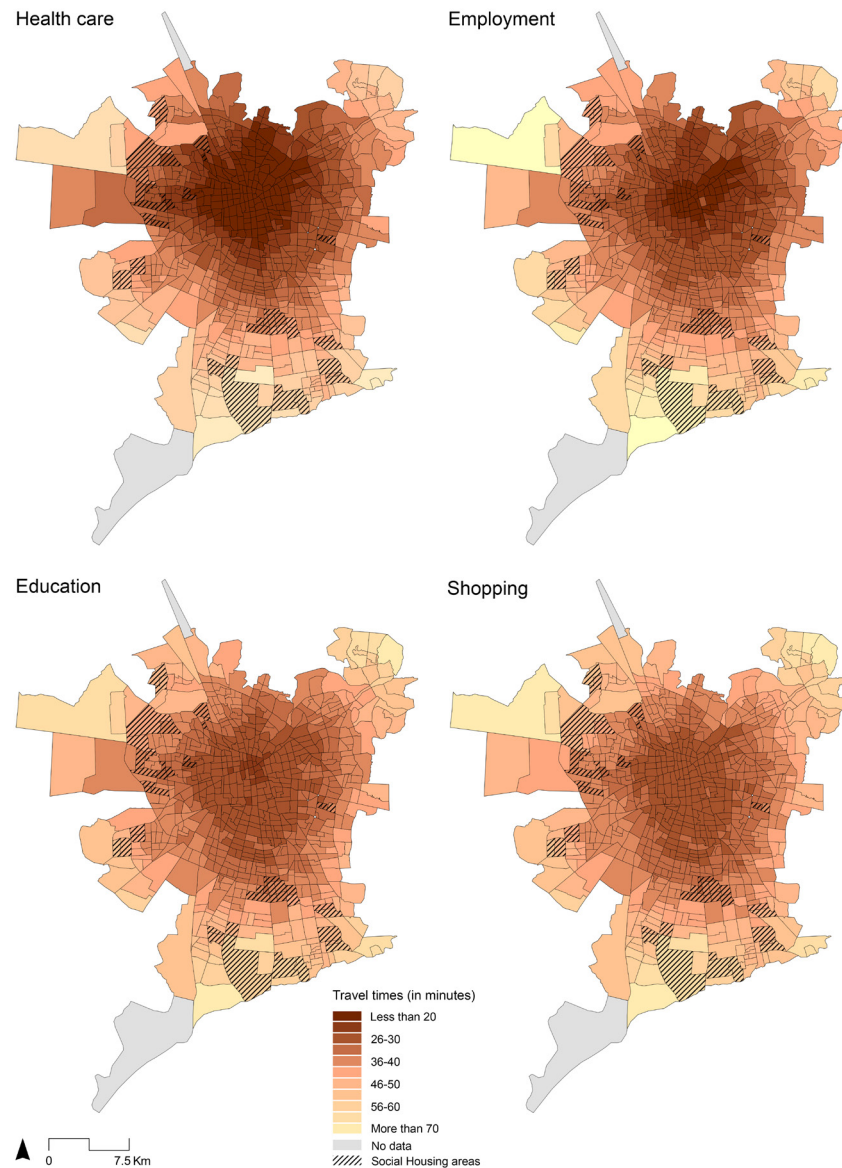 Health care
Employment
Education
Shopping
Travel times (in minutes)
Less than 20
26-30
36-40
46-50
56-60
More than 70
No data
Social Housing areas
0 7.5 Km